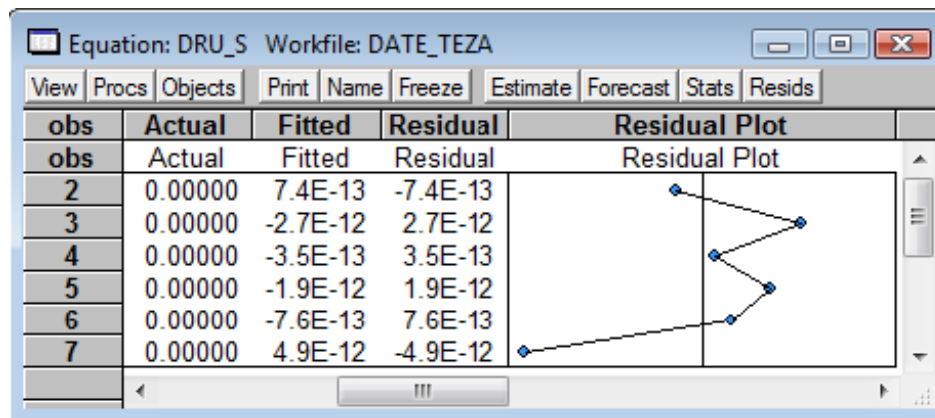 Equation: DRU_S Workfile: DATE_TEZA
View Procs Objects Print Name Freeze Estimate Forecast Stats Resids
obs Actual Fitted Residual Residual Plot
obs Actual Fitted Residual Residual Plot
2 0.00000 7.4E-13 -7.4E-13
3 0.00000 -2.7E-12 2.7E-12
4 0.00000 -3.5E-13 3.5E-13
5 0.00000 -1.9E-12 1.9E-12
6 0.00000 -7.6E-13 7.6E-13
7 0.00000 4.9E-12 -4.9E-12